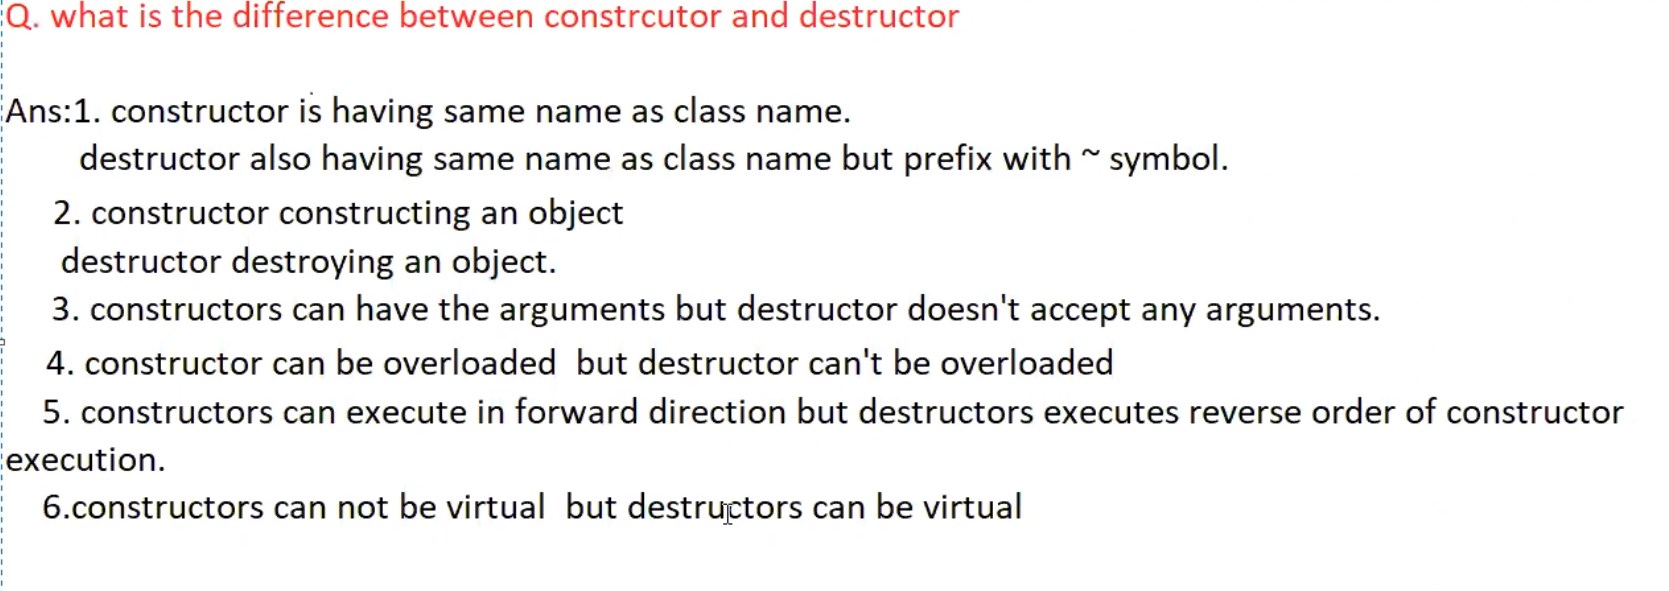 Q. what is the difference between constrcutor and destructor
Ans:1. constructor is having same name as class name.
destructor also having same name as class name but prefix with ~ symbol.
2. constructor constructing an object
destructor destroying an object.
3. constructors can have the arguments but destructor doesn't accept any arguments.
4. constructor can be overloaded but destructor can't be overloaded
5. constructors can execute in forward direction but destructors executes reverse order of constructor
execution.
6.constructors can not be virtual but destructors can be virtual